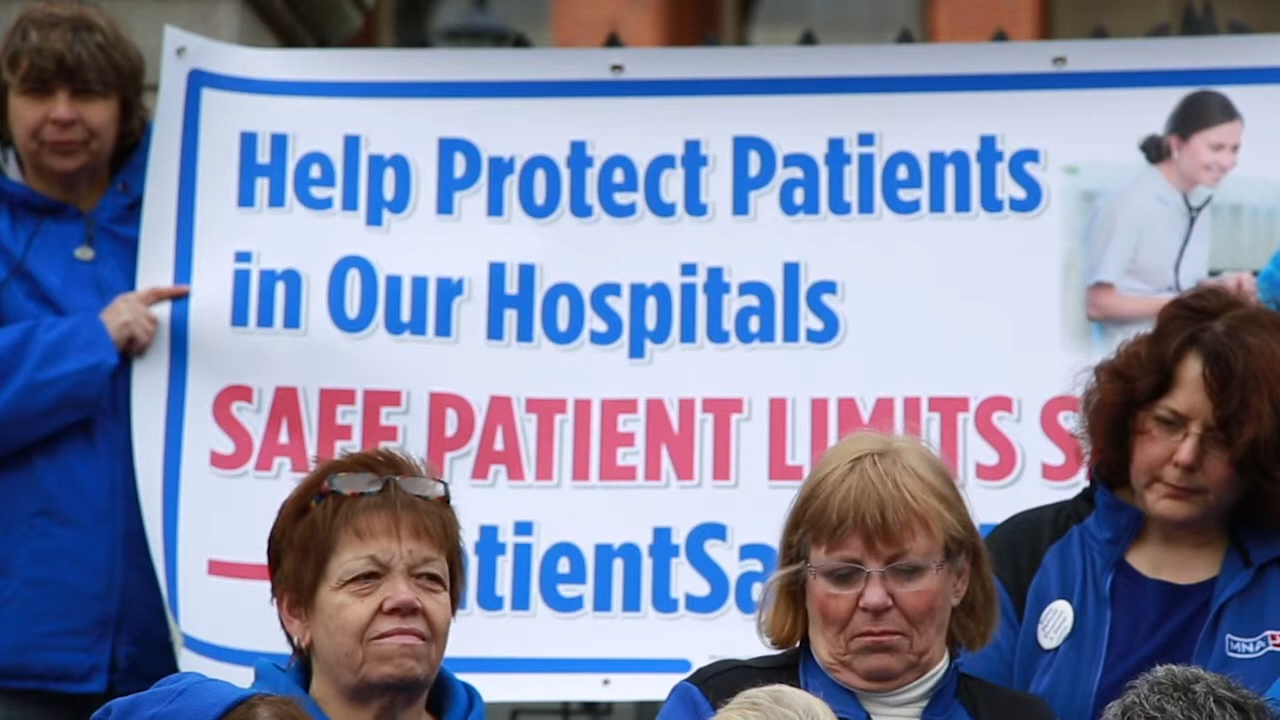 Help Protect Patients
in Our Hospitals
SAFE PATIENT LIMITS
MNA